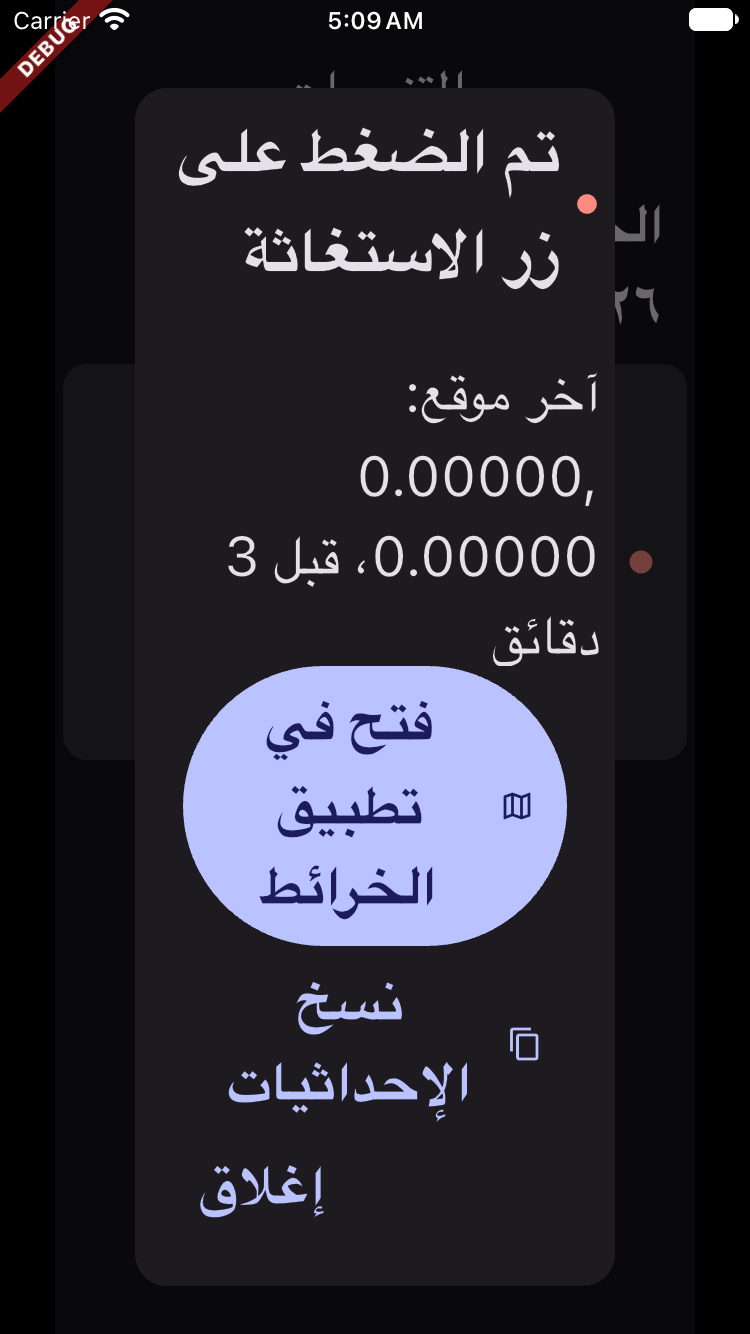 Carrier
5:09 AM
DEBUG
تم الضغط على
زر الاستغاثة
٢٦
آخر موقع:
0.00000,
0.00000، قبل 3
دقائق
فتح في
تطبيق
الخرائط
نسخ
الإحداثيات
إغلاق